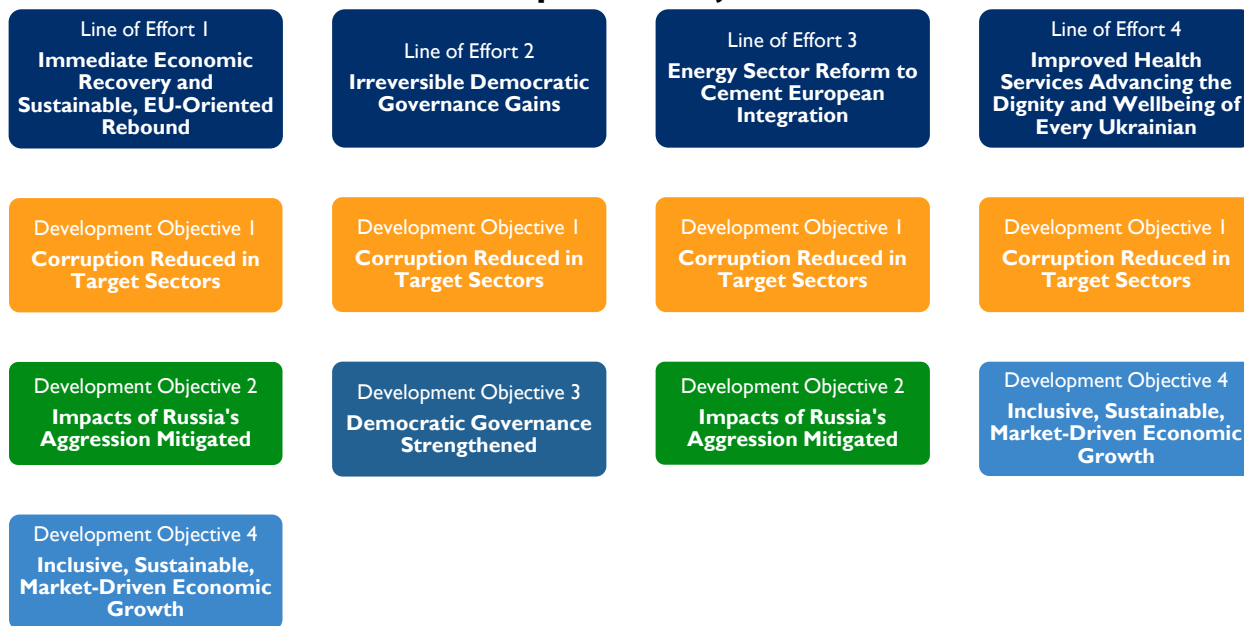 Line of Effort 1
Immediate Economic
Recovery and
Sustainable, EU-Oriented
Rebound
Line of Effort 2
Irreversible Democratic
Governance Gains
Line of Effort 3
Energy Sector Reform to
Cement European
Integration
Line of Effort 4
Improved Health
Services Advancing the
Dignity and Wellbeing of
Every Ukrainian
Development Objective 1
Corruption Reduced in
Target Sectors
Development Objective 1
Corruption Reduced in
Target Sectors
Development Objective 1
Corruption Reduced in
Target Sectors
Development Objective 1
Corruption Reduced in
Target Sectors
Development Objective 2
Impacts of Russia's
Aggression Mitigated
Development Objective 3
Democratic Governance
Strengthened
Development Objective 2
Impacts of Russia's
Aggression Mitigated
Development Objective 4
Inclusive, Sustainable,
Market-Driven Economic
Growth
Development Objective 4
Inclusive, Sustainable,
Market-Driven Economic
Growth